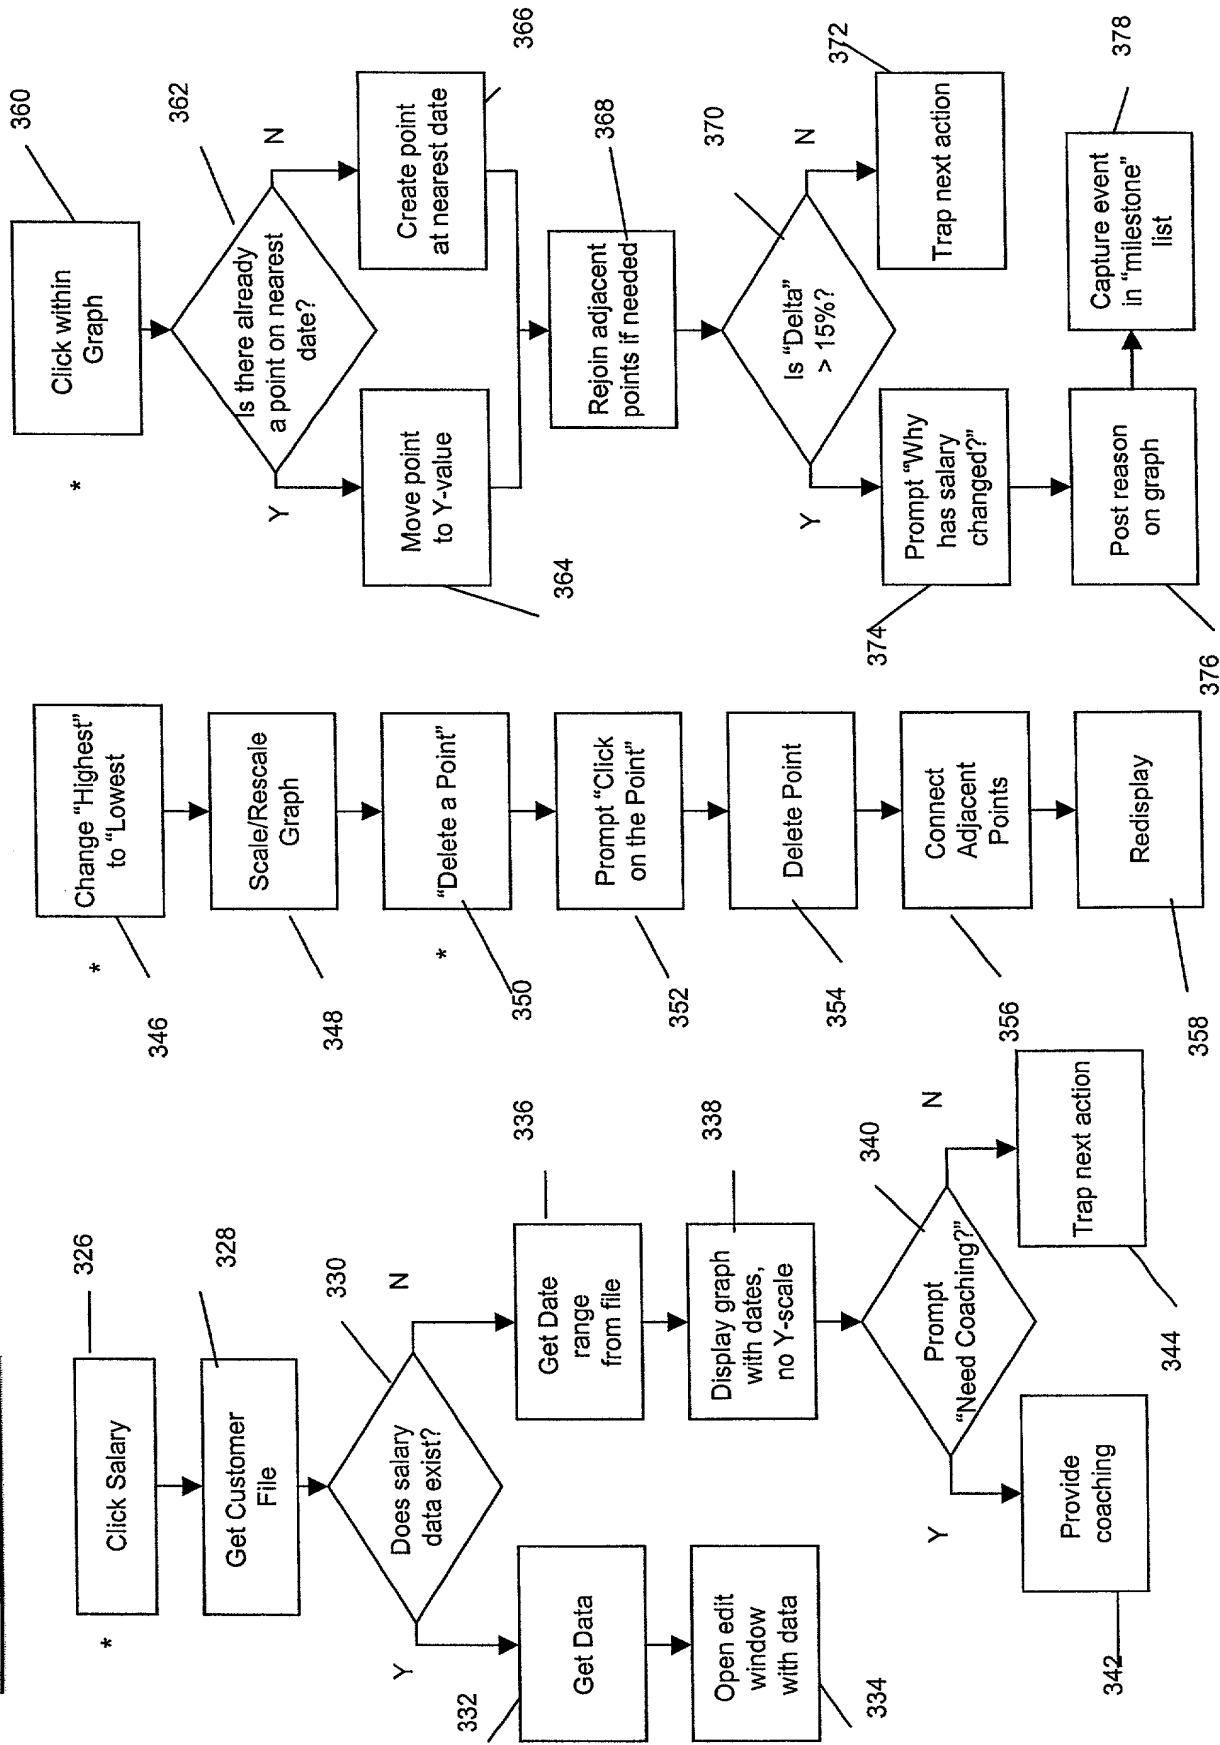 326
*
Click Salary
328
Get Customer
File
330
Does salary
data exist?
Y
N
332
Get Data
336
Get Date
range
from file
334
Open edit
window
with data
338
Display graph
with dates,
no Y-scale
340
Prompt
“Need Coaching?”
Y
N
342
Provide
coaching
344
Trap next action
*
346
Change “Highest”
to “Lowest
348
Scale/Rescale
Graph
*
350
“Delete a Point”
352
Prompt “Click
on the Point”
354
Delete Point
356
Connect
Adjacent
Points
358
Redisplay
*
360
Click within
Graph
362
Is there already
a point on nearest
date?
Y
N
364
Move point
to Y-value
366
Create point
at nearest date
368
Rejoin adjacent
points if needed
370
Is “Delta”
> 15%?
Y
N
372
Trap next action
374
Prompt “Why
has salary
changed?”
376
Post reason
on graph
378
Capture event
in “milestone”
list